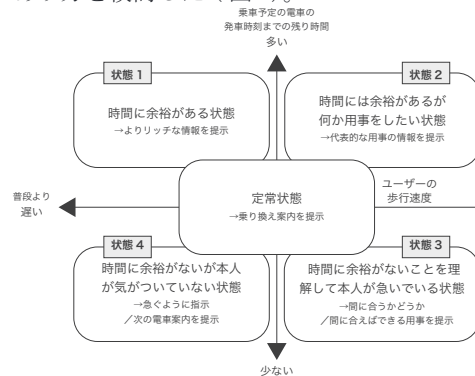 乗車予定の電車の
発車時刻までの残り時間
多い
状態 1
時間に余裕がある状態
→よりリッチな情報を提示
状態 2
時間には余裕があるが
何か用事をしたい状態
→代表的な用事の情報を提示
普段より
遅い
定常状態
→乗り換え案内を提示
ユーザーの
歩行速度
状態 4
時間に余裕がないが本人
が気がついていない状態
→急ぐように指示
／次の電車案内を提示
状態 3
時間に余裕がないことを理
解して本人が急いでいる状態
→間に合うかどうか
／間に合えばできる用事を提示
少ない